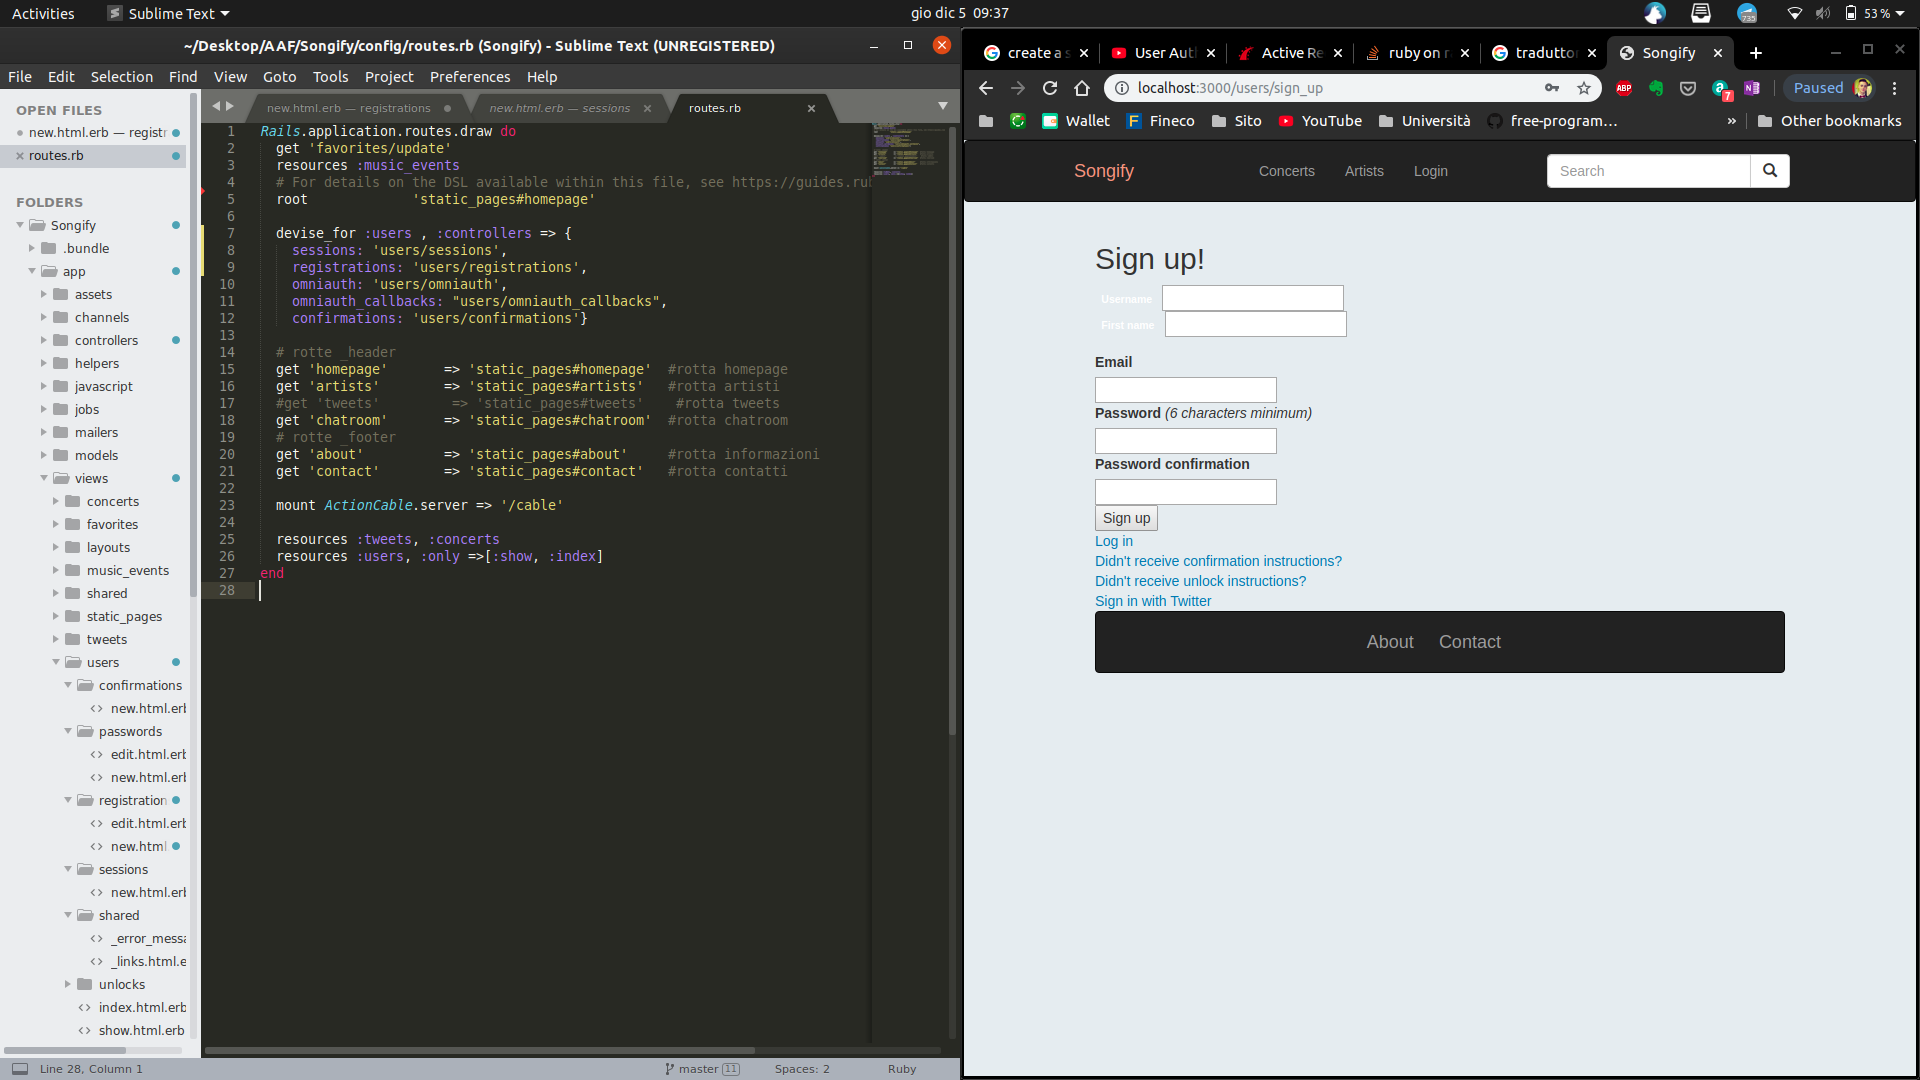 Activities Sublime Text gio dic 5 09:37 735 53 %
~/Desktop/AAF/Songify/config/routes.rb (Songify) - Sublime Text (UNREGISTERED)
File Edit Selection Find View Goto Tools Project Preferences Help
OPEN FILES
new.html.erb — registr
routes.rb
FOLDERS
Songify
.bundle
app
assets
channels
controllers
helpers
javascript
jobs
mailers
models
views
concerts
favorites
layouts
music_events
shared
static_pages
tweets
users
confirmations
new.html.erb
passwords
edit.html.erb
new.html.erb
registration
edit.html.erb
new.html
sessions
new.html.erb
shared
_error_messa
_links.html.e
unlocks
index.html.erb
show.html.erb
new.html.erb — registrations new.html.erb — sessions routes.rb
1 Rails.application.routes.draw do
2 get 'favorites/update'
3 resources :music_events
4 # For details on the DSL available within this file, see https://guides.rub
5 root 'static_pages#homepage'
6
7 devise_for :users , :controllers => {
8 sessions: 'users/sessions',
9 registrations: 'users/registrations',
10 omniauth: 'users/omniauth',
11 omniauth_callbacks: "users/omniauth_callbacks",
12 confirmations: 'users/confirmations'}
13
14 # rotte _header
15 get 'homepage' => 'static_pages#homepage' #rotta homepage
16 get 'artists' => 'static_pages#artists' #rotta artisti
17 #get 'tweets' => 'static_pages#tweets' #rotta tweets
18 get 'chatroom' => 'static_pages#chatroom' #rotta chatroom
19 # rotte _footer
20 get 'about' => 'static_pages#about' #rotta informazioni
21 get 'contact' => 'static_pages#contact' #rotta contatti
22
23 mount ActionCable.server => '/cable'
24
25 resources :tweets, :concerts
26 resources :users, :only =>[:show, :index]
27 end
28
Line 28, Column 1 master 11 Spaces: 2 Ruby
create a s User Aut Active Re ruby on r tradutto Songify
localhost:3000/users/sign_up ABP 7 Paused
Wallet Fineco Sito YouTube Università free-program... » Other bookmarks
Songify Concerts Artists Login Search
Sign up!
Username
First name
Email
Password (6 characters minimum)
Password confirmation
Sign up
Log in
Didn't receive confirmation instructions?
Didn't receive unlock instructions?
Sign in with Twitter
About Contact